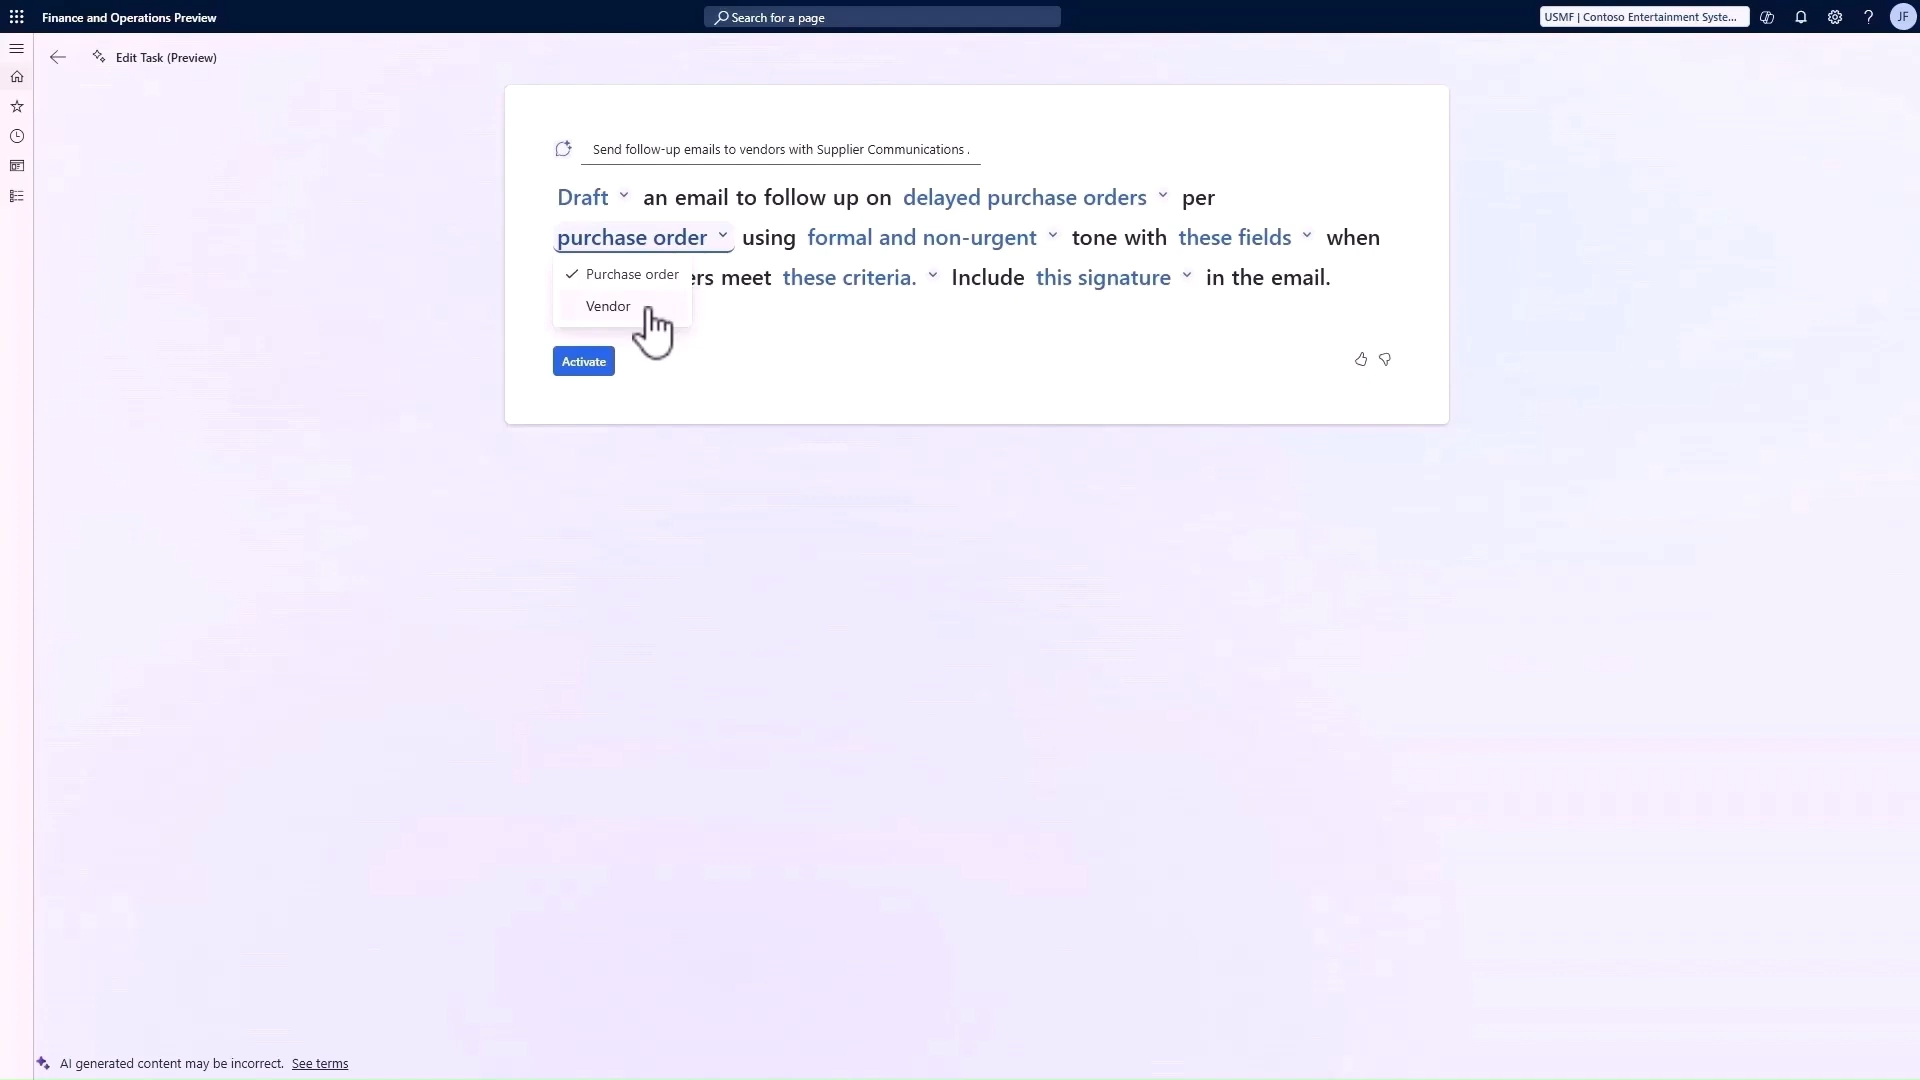 Finance and Operations Preview
Search for a page
USMF | Contoso Entertainment Syste...
?
JF
Edit Task (Preview)
Send follow-up emails to vendors with Supplier Communications .
Draft an email to follow up on delayed purchase orders per
purchase order using formal and non-urgent tone with these fields when
ers meet these criteria. Include this signature in the email.
Purchase order
Vendor
Activate
AI generated content may be incorrect. See terms